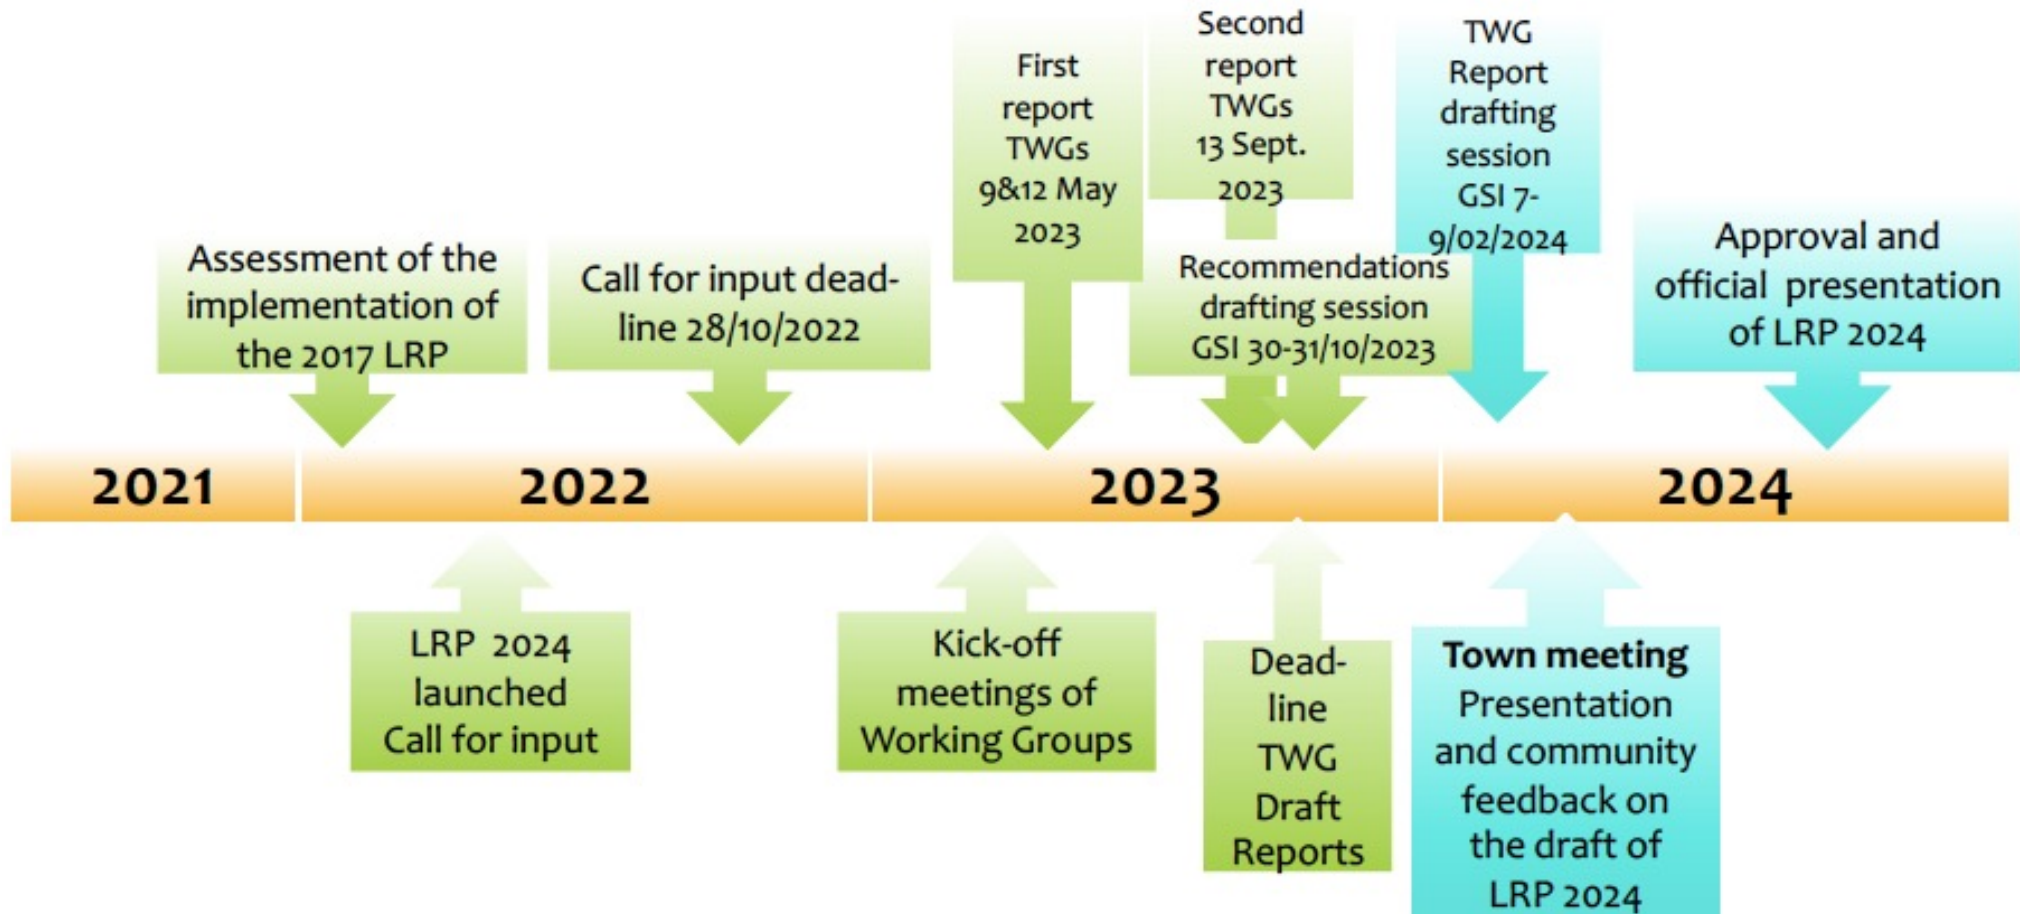 Assessment of the
implementation of
the 2017 LRP
Call for input dead-
line 28/10/2022
First
report
TWGs
9&12 May
2023
Second
report
TWGs
13 Sept.
2023
Recommendations
drafting session
GSI 30-31/10/2023
TWG
Report
drafting
session
GSI 7-
9/02/2024
Approval and
official presentation
of LRP 2024
2021
2022
2023
2024
LRP 2024
launched
Call for input
Kick-off
meetings of
Working Groups
Dead-
line
TWG
Draft
Reports
Town meeting
Presentation
and community
feedback on
the draft of
LRP 2024